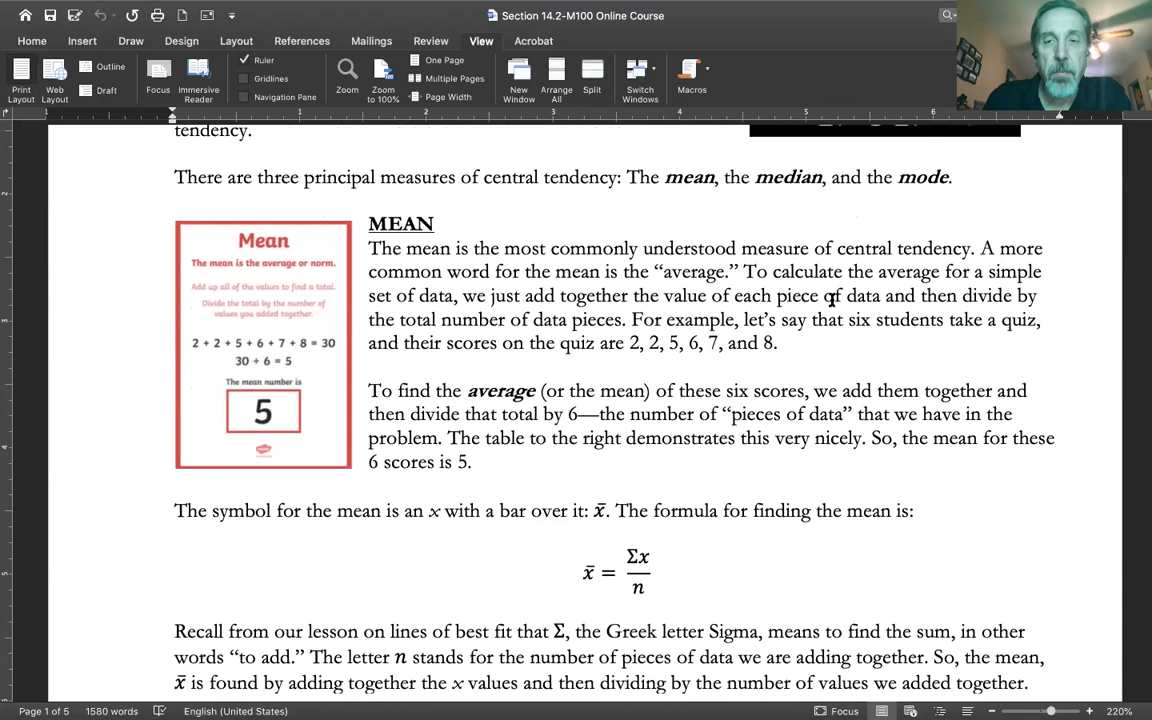 Section 14.2-M100 Online Course
Home Insert Draw Design Layout References Mailings Review View Acrobat
Print Layout
Web Layout
Outline
Draft
Focus
Immersive Reader
Ruler
Gridlines
Navigation Pane
Zoom
Zoom to 100%
One Page
Multiple Pages
Page Width
New Window
Arrange All
Split
Switch Windows
Macros
1 2 3 4 5 6
tendency.
There are three principal measures of central tendency: The mean, the median, and the mode.
Mean
The mean is the average or norm.
Add up all of the values to find a total.
Divide the total by the number of
values you added together.
2 + 2 + 5 + 6 + 7 + 8 = 30
30 ÷ 6 = 5
The mean number is
5
MEAN
The mean is the most commonly understood measure of central tendency. A more
common word for the mean is the “average.” To calculate the average for a simple
set of data, we just add together the value of each piece of data and then divide by
the total number of data pieces. For example, let’s say that six students take a quiz,
and their scores on the quiz are 2, 2, 5, 6, 7, and 8.
To find the average (or the mean) of these six scores, we add them together and
then divide that total by 6—the number of “pieces of data” that we have in the
problem. The table to the right demonstrates this very nicely. So, the mean for these
6 scores is 5.
The symbol for the mean is an x with a bar over it: x̄. The formula for finding the mean is:
x̄ = Σx / n
Recall from our lesson on lines of best fit that Σ, the Greek letter Sigma, means to find the sum, in other
words “to add.” The letter n stands for the number of pieces of data we are adding together. So, the mean,
x̄ is found by adding together the x values and then dividing by the number of values we added together.
Page 1 of 5 1580 words English (United States) Focus 220%